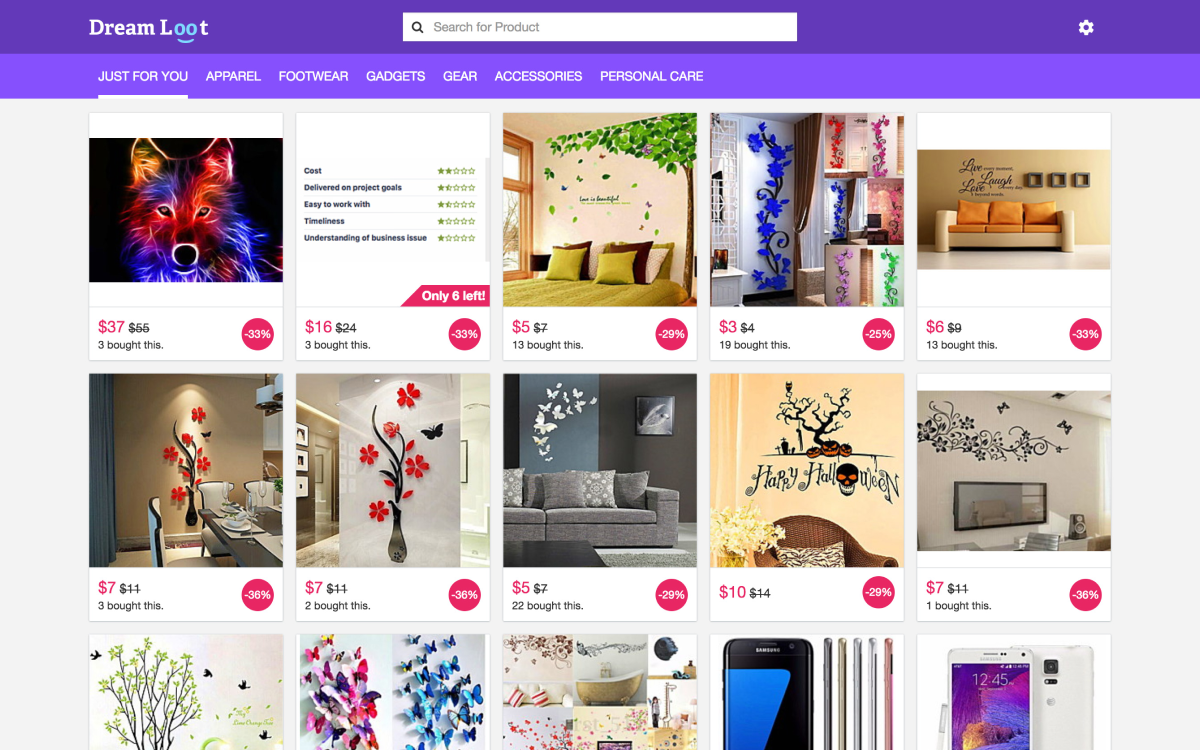 Dream Loot
Search for Product
JUST FOR YOU APPAREL FOOTWEAR GADGETS GEAR ACCESSORIES PERSONAL CARE
Cost
Delivered on project goals
Easy to work with
Timeliness
Understanding of business issue
Only 6 left!
Love is beautiful
Live every moment,
Laugh every day,
Love beyond words.
$37 $55 -33%
3 bought this.
$16 $24 -33%
3 bought this.
$5 $7 -29%
13 bought this.
$3 $4 -25%
19 bought this.
$6 $9 -33%
13 bought this.
Happy Halloween
$7 $11 -36%
3 bought this.
$7 $11 -36%
2 bought this.
$5 $7 -29%
22 bought this.
$10 $14 -29%
$7 $11 -36%
1 bought this.
SAMSUNG
SAMSUNG
AT&T
12:45